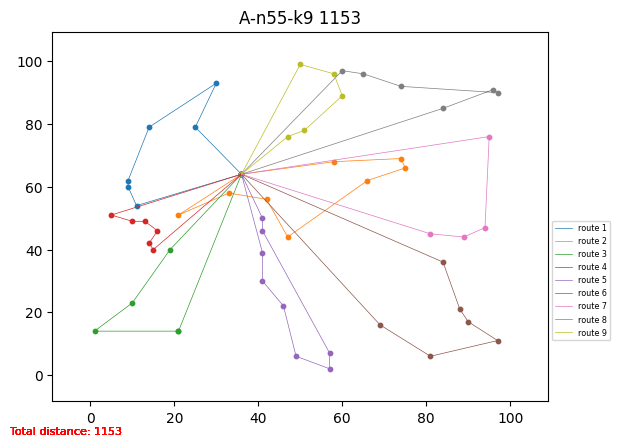 A-n55-k9 1153
100
80
60
40
20
0
0 20 40 60 80 100
route 1
route 2
route 3
route 4
route 5
route 6
route 7
route 8
route 9
Total distance: 1153